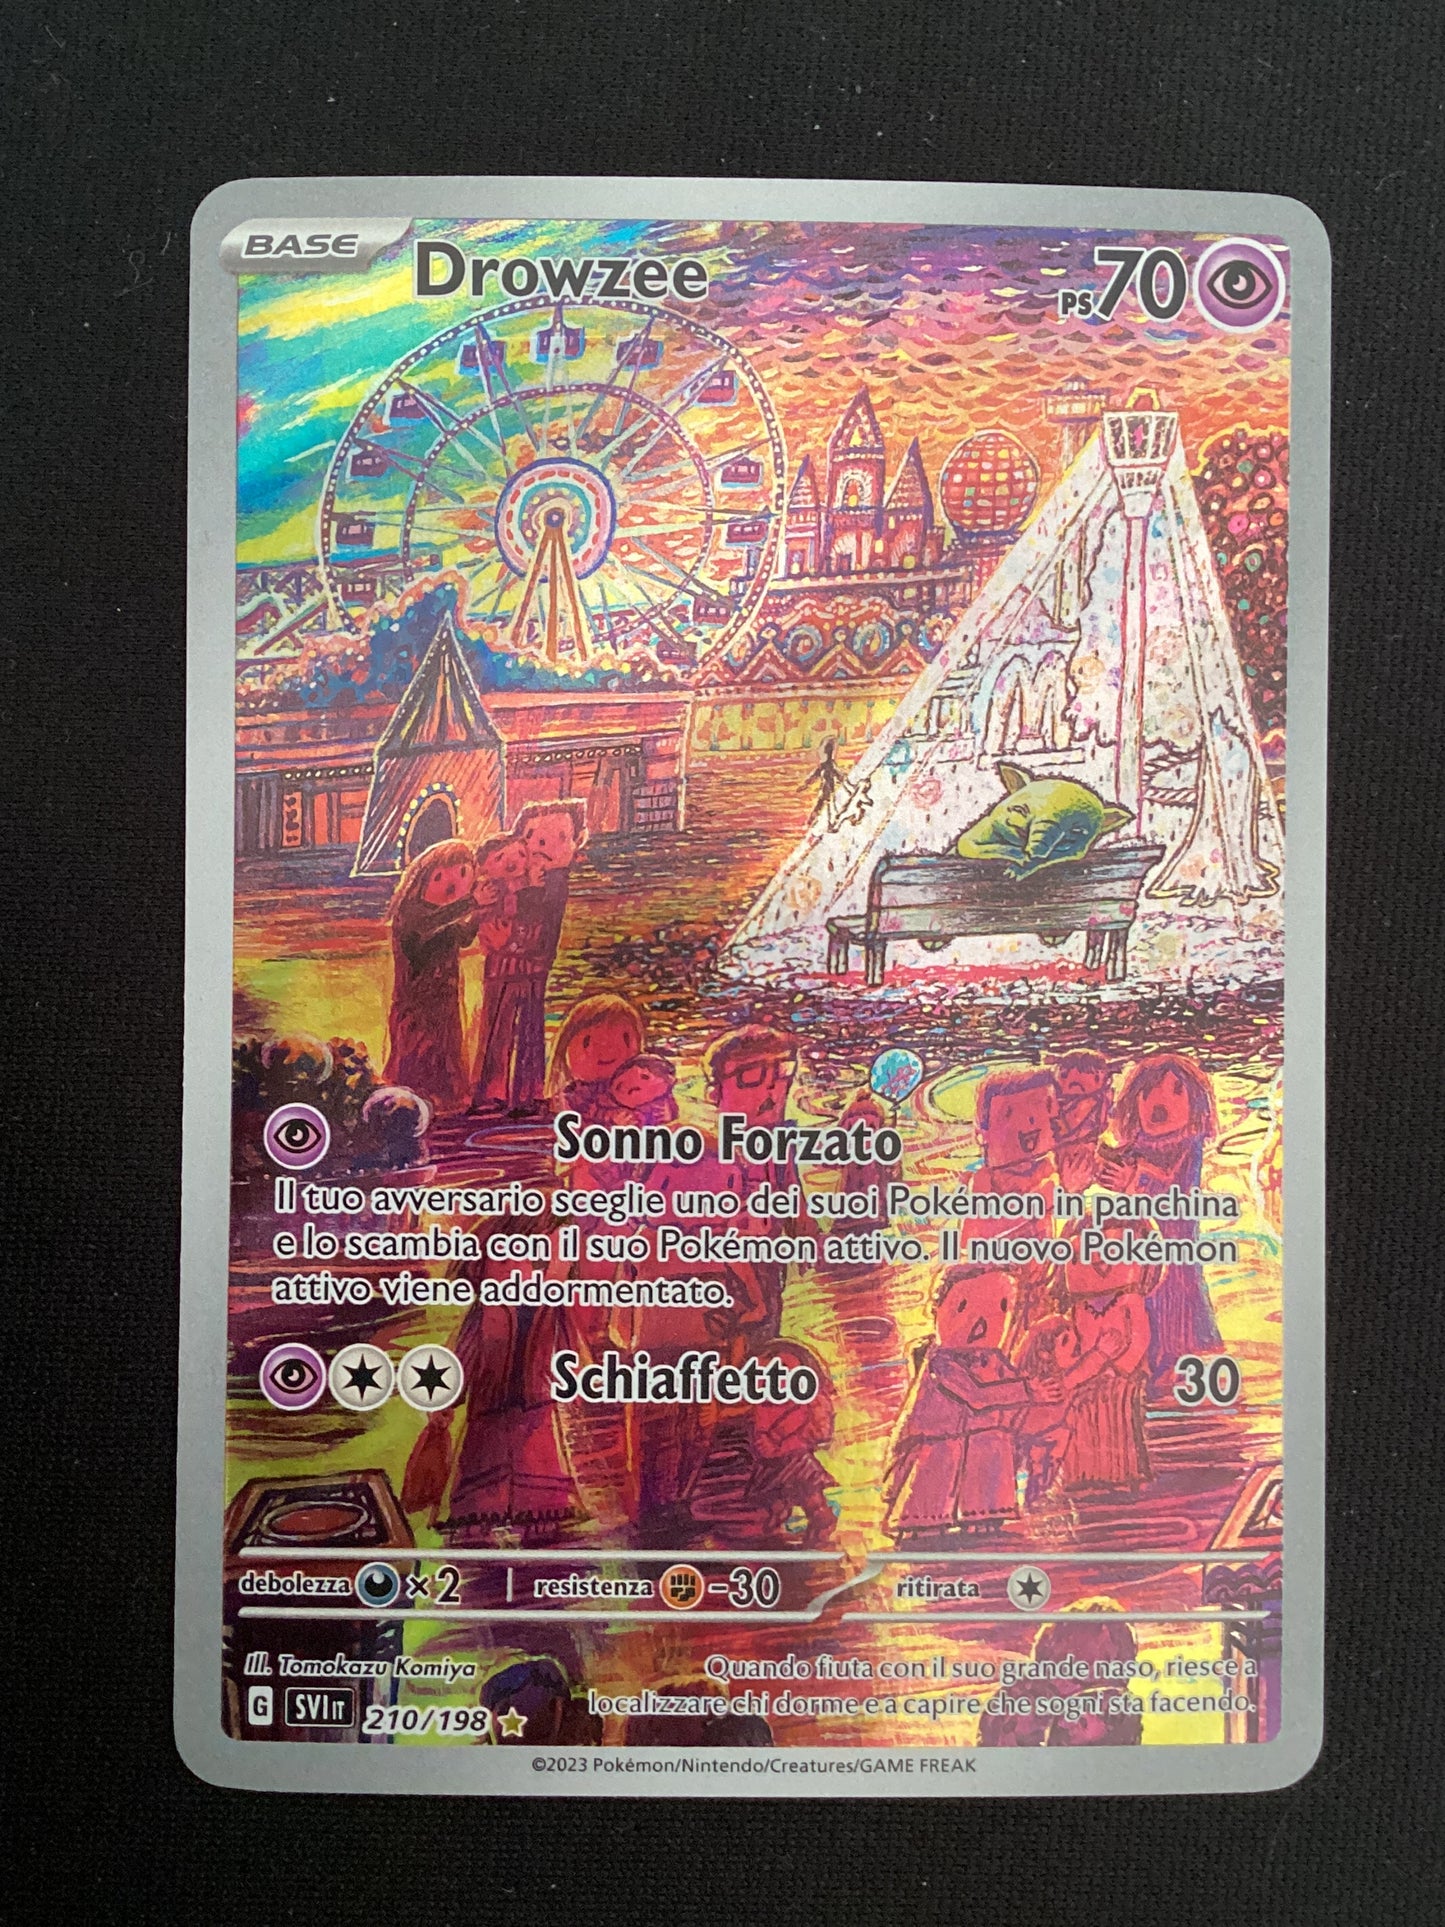 BASE
Drowzee
PS70
Sonno Forzato
Il tuo avversario sceglie uno dei suoi Pokémon in panchina
e lo scambia con il suo Pokémon attivo. Il nuovo Pokémon
attivo viene addormentato.
Schiaffetto 30
debolezza ×2 resistenza -30 ritirata
Ill. Tomokazu Komiya
Quando fiuta con il suo grande naso, riesce a
localizzare chi dorme e a capire che sogni sta facendo.
G SVI IT 210/198
©2023 Pokémon/Nintendo/Creatures/GAME FREAK